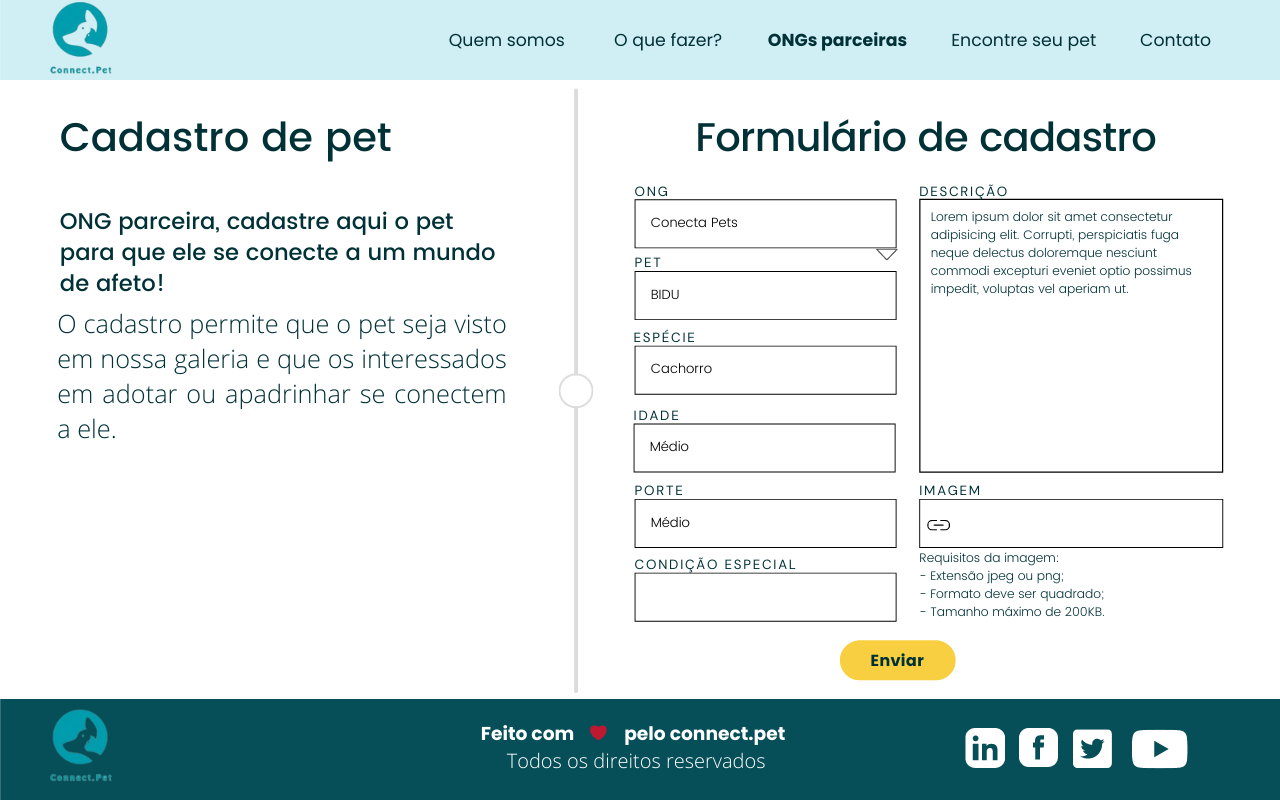 Connect.Pet
Quem somos
O que fazer?
ONGs parceiras
Encontre seu pet
Contato
Cadastro de pet
ONG parceira, cadastre aqui o pet
para que ele se conecte a um mundo
de afeto!
O cadastro permite que o pet seja visto
em nossa galeria e que os interessados
em adotar ou apadrinhar se conectem
a ele.
Formulário de cadastro
ONG
Conecta Pets
PET
BIDU
ESPÉCIE
Cachorro
IDADE
Médio
PORTE
Médio
CONDIÇÃO ESPECIAL
DESCRIÇÃO
Lorem ipsum dolor sit amet consectetur
adipisicing elit. Corrupti, perspiciatis fuga
neque delectus doloremque nesciunt
commodi excepturi eveniet optio possimus
impedit, voluptas vel aperiam ut.
IMAGEM
Requisitos da imagem:
- Extensão jpeg ou png;
- Formato deve ser quadrado;
- Tamanho máximo de 200KB.
Enviar
Connect.Pet
Feito com ❤ pelo connect.pet
Todos os direitos reservados
in
f